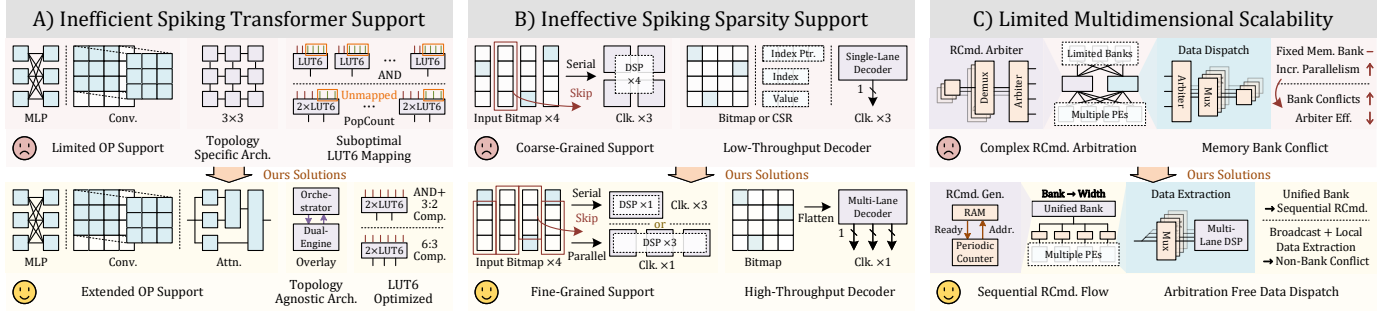 A) Inefficient Spiking Transformer Support
LUT6 LUT6 ... LUT6
AND
Unmapped
2×LUT6 ... 2×LUT6
MLP Conv. 3×3 PopCount
Limited OP Support
Topology
Specific Arch.
Suboptimal
LUT6 Mapping
Ours Solutions
Orche-
strator
Dual-
Engine
AND+
3:2
Comp.
2×LUT6
6:3
Comp.
2×LUT6
MLP Conv. Attn. Overlay
Extended OP Support
Topology
Agnostic Arch.
LUT6
Optimized
B) Ineffective Spiking Sparsity Support
Serial
Skip
DSP
×4
Index Ptr.
Index
Value
Single-Lane
Decoder
1
Input Bitmap ×4 Clk. ×3 Bitmap or CSR Clk. ×3
Coarse-Grained Support
Low-Throughput Decoder
Ours Solutions
Serial
DSP ×1
Clk. ×3
Skip
or
DSP ×3
Parallel
Flatten
Multi-Lane
Decoder
1
Input Bitmap ×4 Clk. ×1 Bitmap Clk. ×1
Fine-Grained Support
High-Throughput Decoder
C) Limited Multidimensional Scalability
RCmd. Arbiter
Demux
Arbiter
Limited Banks
Multiple PEs
Data Dispatch
Arbiter
Mux
Fixed Mem. Bank –
Incr. Parallelism ↑
Bank Conflicts ↑
Arbiter Eff. ↓
Complex RCmd. Arbitration
Memory Bank Conflict
Ours Solutions
RCmd. Gen.
RAM
Ready Addr.
Periodic
Counter
Bank → Width
Unified Bank
Multiple PEs
Data Extraction
Mux
Multi-
Lane DSP
Unified Bank
→ Sequential RCmd.
Broadcast + Local
Data Extraction
→ Non-Bank Conflict
Sequential RCmd. Flow
Arbitration Free Data Dispatch